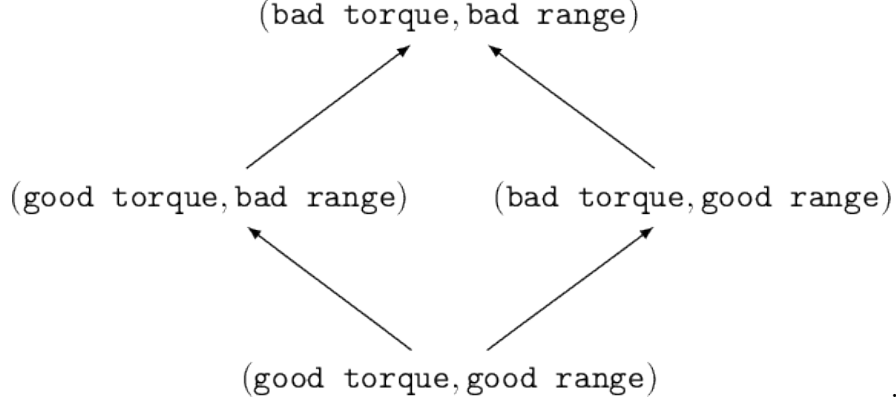 (bad torque, bad range)
(good torque, bad range) (bad torque, good range)
(good torque, good range)
.